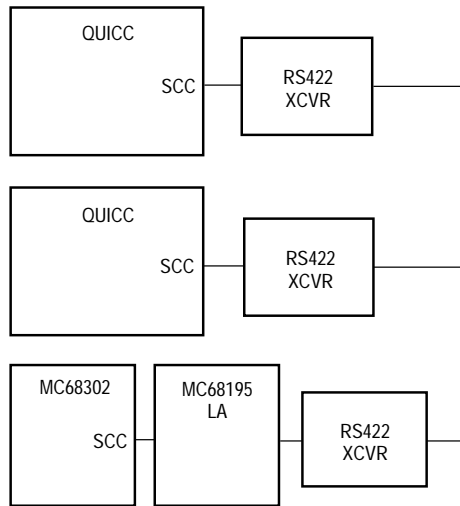 QUICC
SCC
RS422
XCVR
QUICC
SCC
RS422
XCVR
MC68302
SCC
MC68195
LA
RS422
XCVR